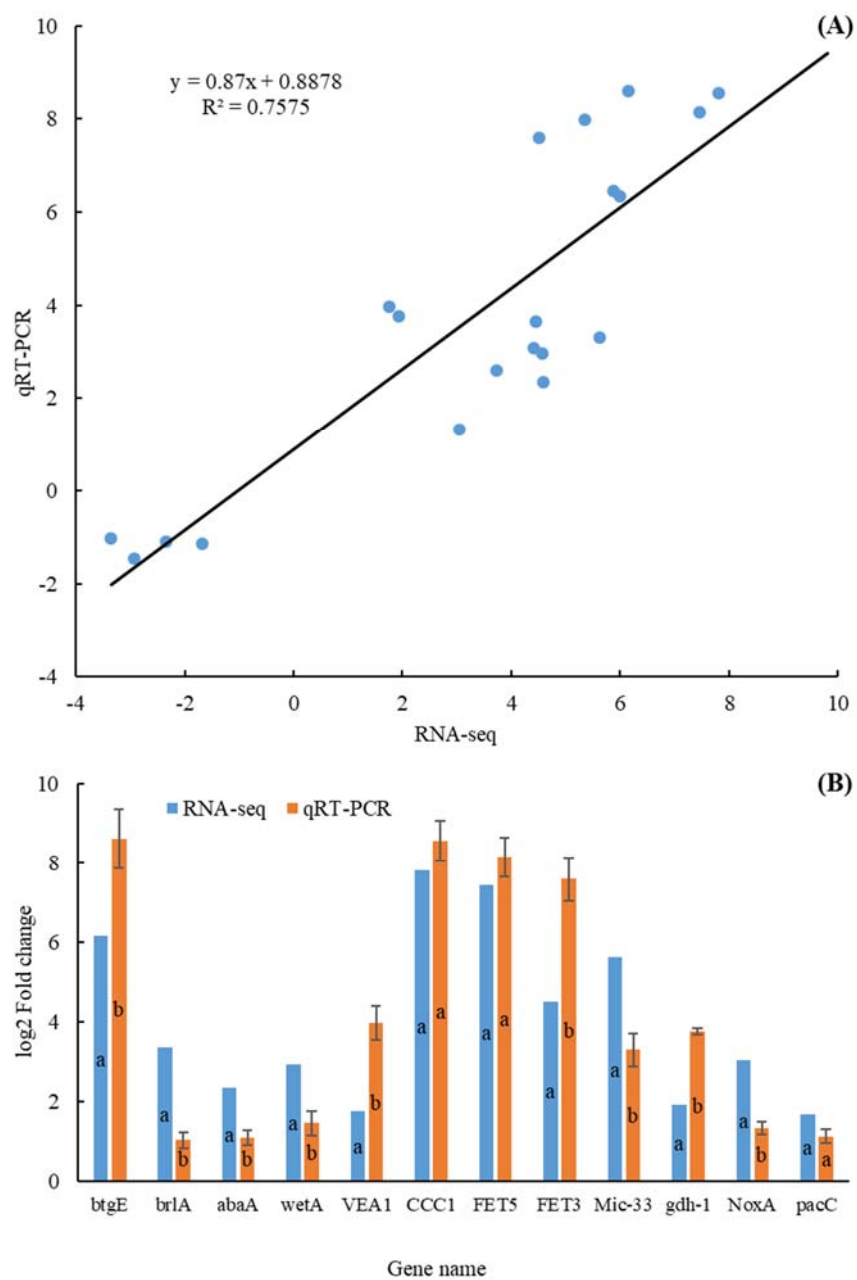 (A)
y = 0.87x + 0.8878
R² = 0.7575
10
8
6
4
2
0
-2
-4
qRT-PCR
-4 -2 0 2 4 6 8 10
RNA-seq
(B)
RNA-seq qRT-PCR
10
8
6
4
2
0
log2 Fold change
a b a b a b a b a b a a a a a b a b a b a b a a
btgE brlA abaA wetA VEA1 CCC1 FET5 FET3 Mic-33 gdh-1 NoxA pacC
Gene name